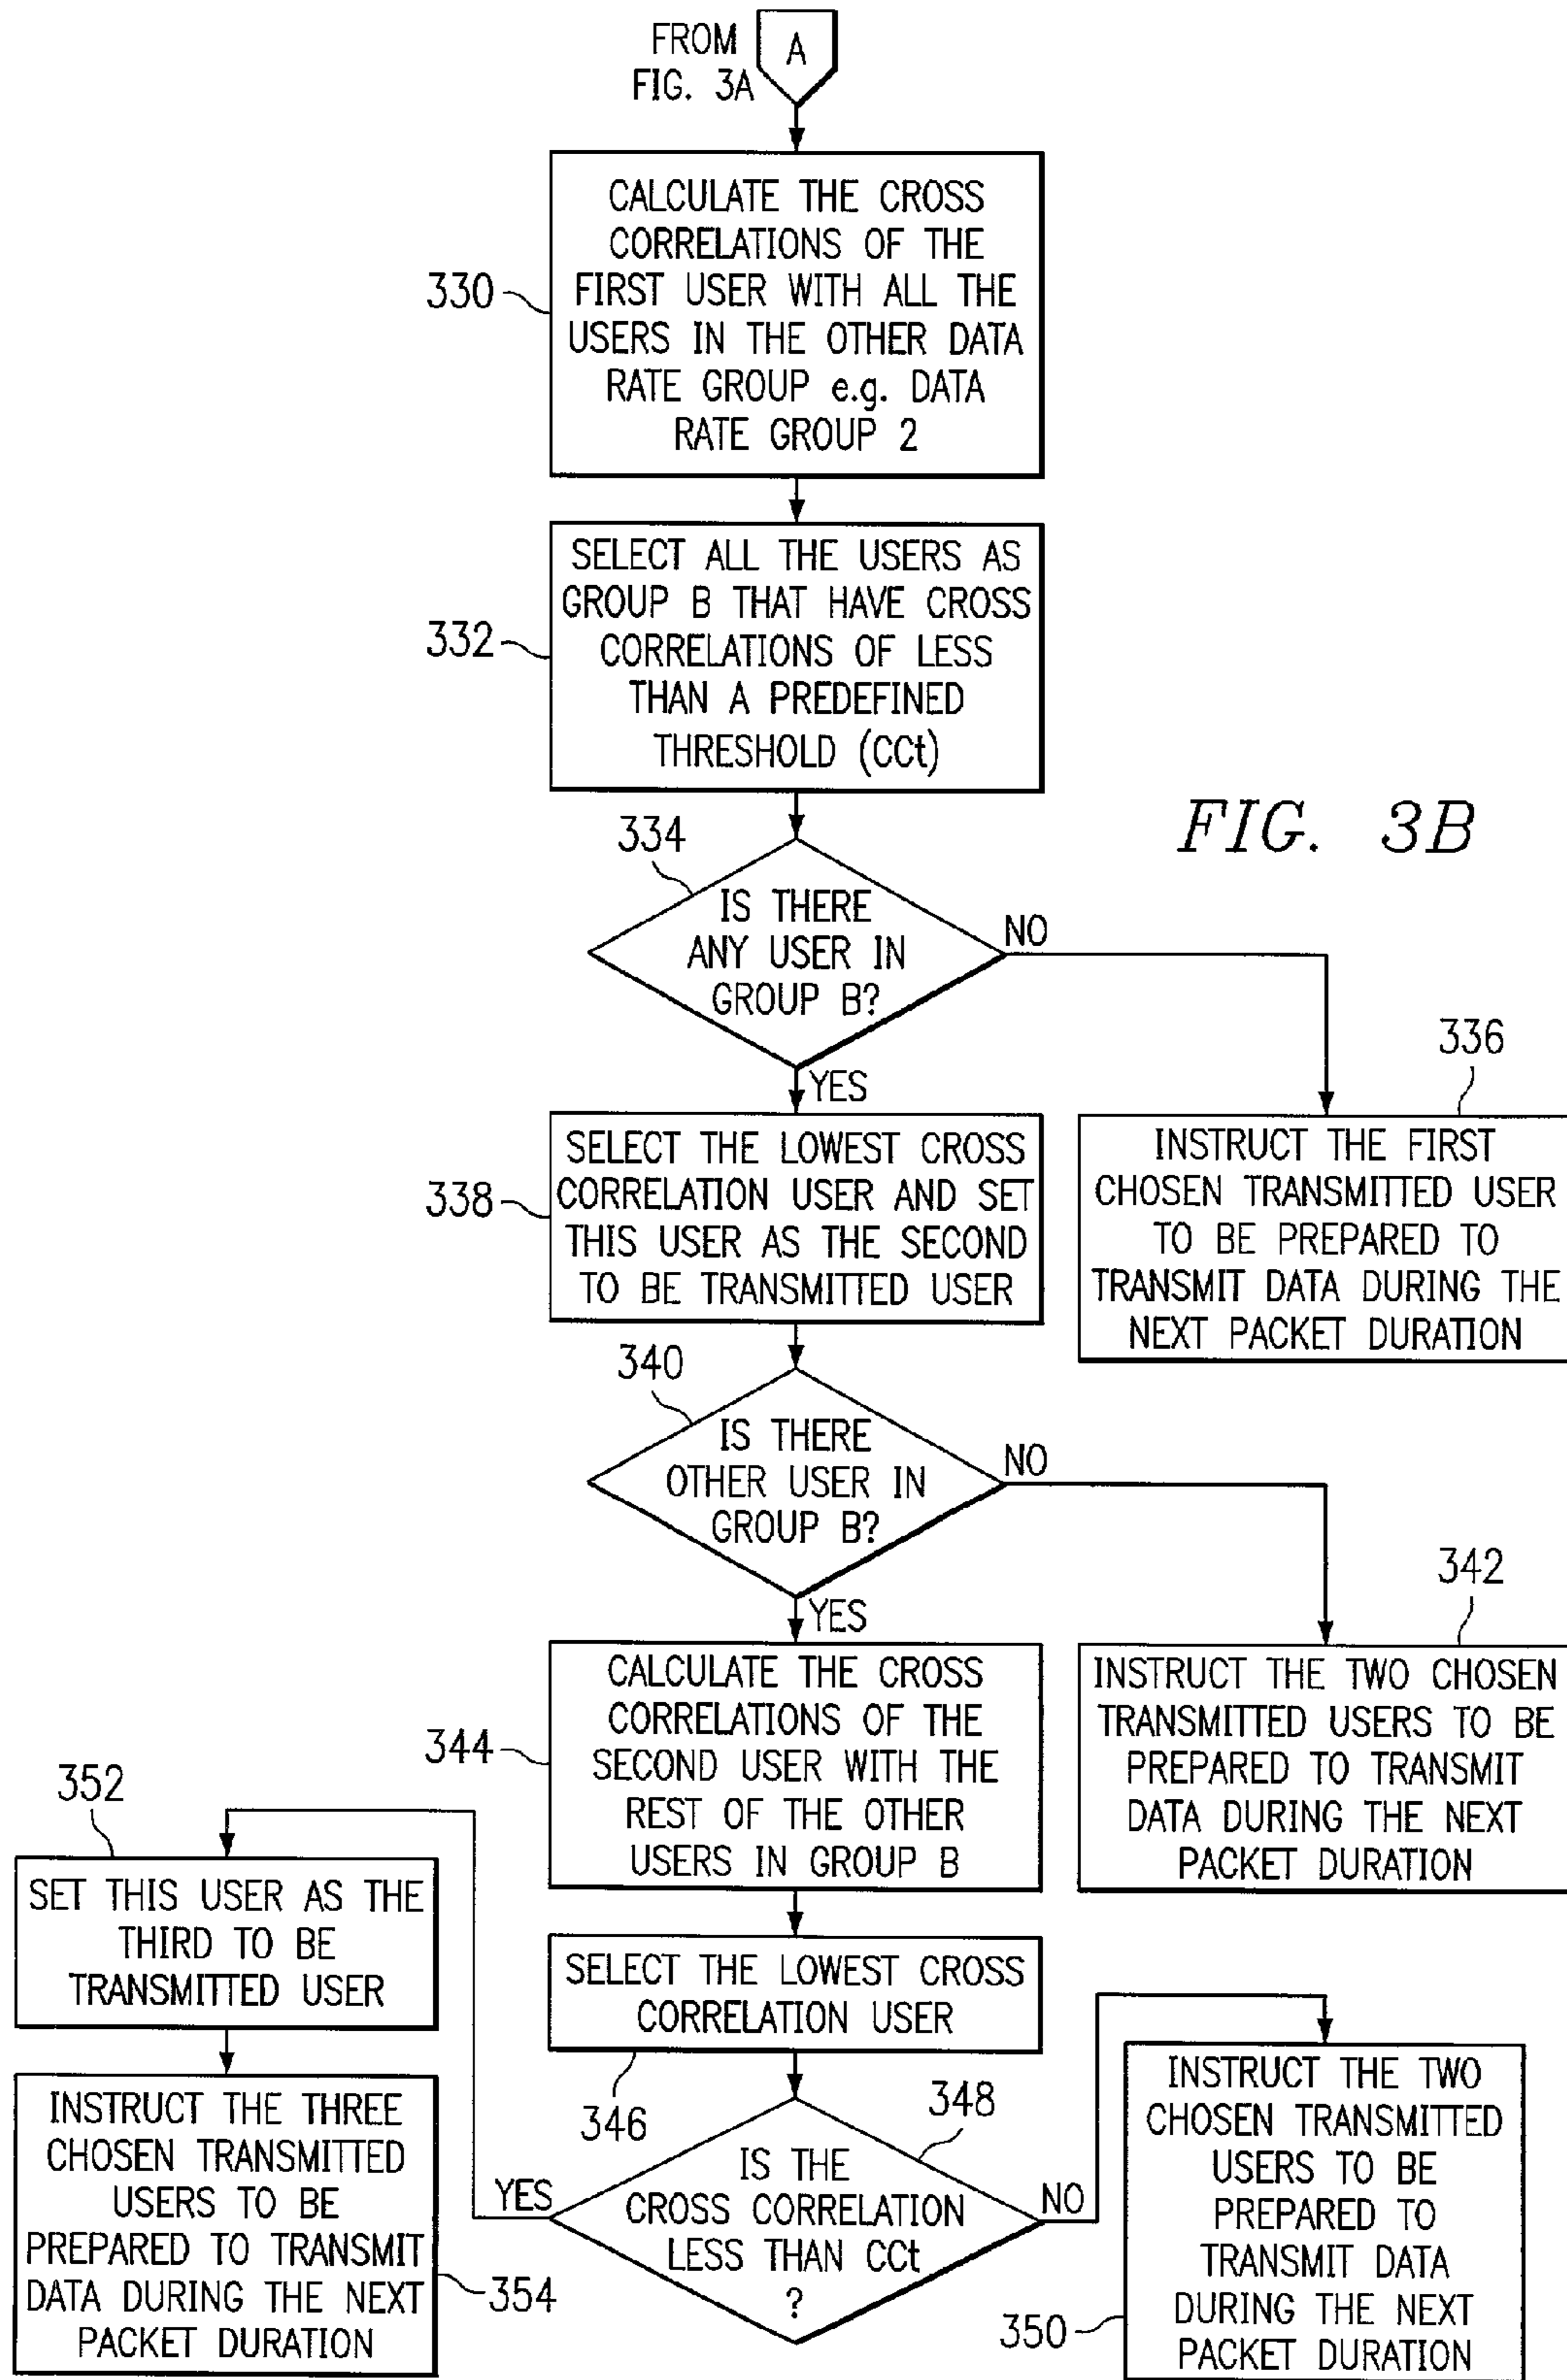 FROM
FIG. 3A
A
330
CALCULATE THE CROSS
CORRELATIONS OF THE
FIRST USER WITH ALL THE
USERS IN THE OTHER DATA
RATE GROUP e.g. DATA
RATE GROUP 2
332
SELECT ALL THE USERS AS
GROUP B THAT HAVE CROSS
CORRELATIONS OF LESS
THAN A PREDEFINED
THRESHOLD (CCt)
FIG. 3B
334
IS THERE
ANY USER IN
GROUP B?
NO
YES
336
INSTRUCT THE FIRST
CHOSEN TRANSMITTED USER
TO BE PREPARED TO
TRANSMIT DATA DURING THE
NEXT PACKET DURATION
338
SELECT THE LOWEST CROSS
CORRELATION USER AND SET
THIS USER AS THE SECOND
TO BE TRANSMITTED USER
340
IS THERE
OTHER USER IN
GROUP B?
NO
YES
342
INSTRUCT THE TWO CHOSEN
TRANSMITTED USERS TO BE
PREPARED TO TRANSMIT
DATA DURING THE NEXT
PACKET DURATION
344
CALCULATE THE CROSS
CORRELATIONS OF THE
SECOND USER WITH THE
REST OF THE OTHER
USERS IN GROUP B
346
SELECT THE LOWEST CROSS
CORRELATION USER
348
IS THE
CROSS CORRELATION
LESS THAN CCt
?
YES
NO
352
SET THIS USER AS THE
THIRD TO BE
TRANSMITTED USER
354
INSTRUCT THE THREE
CHOSEN TRANSMITTED
USERS TO BE
PREPARED TO TRANSMIT
DATA DURING THE NEXT
PACKET DURATION
350
INSTRUCT THE TWO
CHOSEN TRANSMITTED
USERS TO BE
PREPARED TO
TRANSMIT DATA
DURING THE NEXT
PACKET DURATION